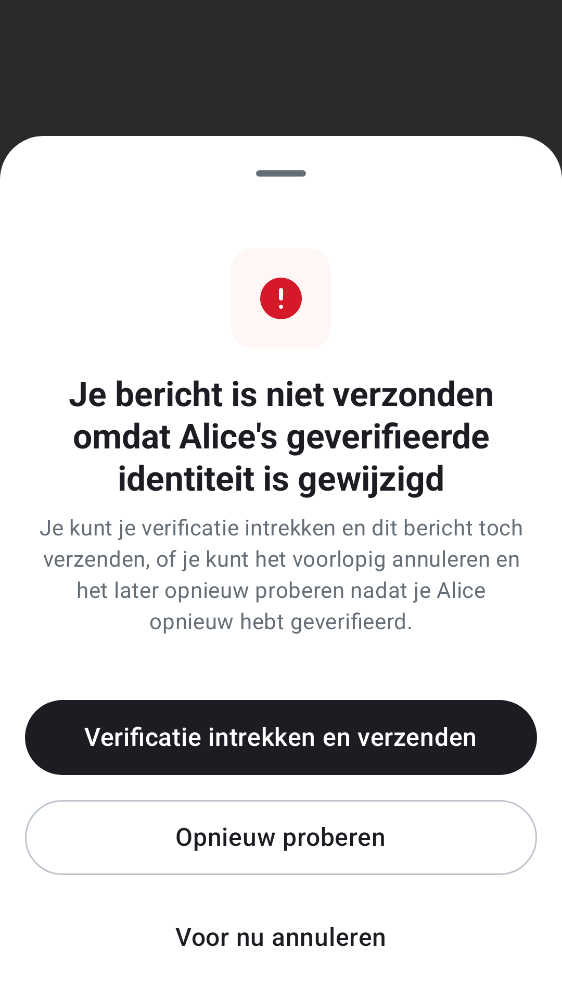 Je bericht is niet verzonden
omdat Alice's geverifieerde
identiteit is gewijzigd
Je kunt je verificatie intrekken en dit bericht toch
verzenden, of je kunt het voorlopig annuleren en
het later opnieuw proberen nadat je Alice
opnieuw hebt geverifieerd.
Verificatie intrekken en verzenden
Opnieuw proberen
Voor nu annuleren